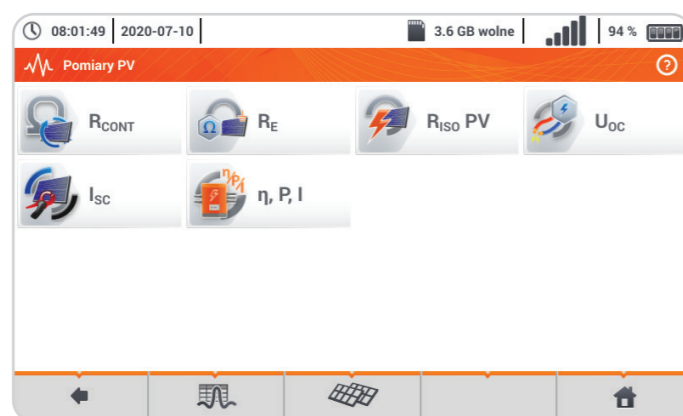 08:01:49 2020-07-10 3.6 GB wolne 94 %
Pomiary PV ?
RCONT RE RISO PV UOC
ISC η, P, I